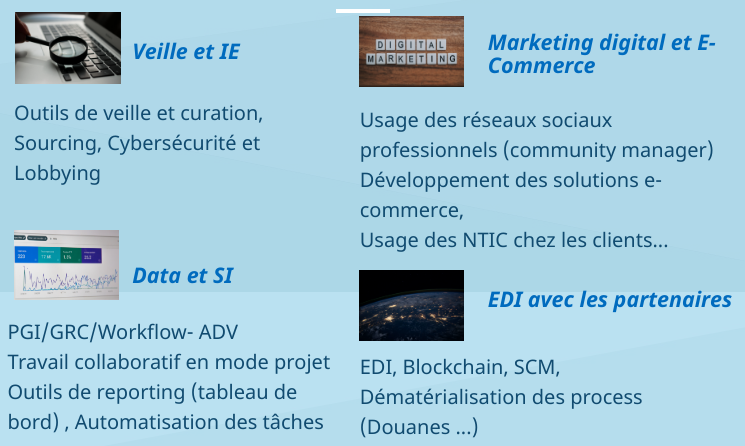 Veille et IE
Outils de veille et curation,
Sourcing, Cybersécurité et
Lobbying
DIGITAL
MARKETING
Marketing digital et E-
Commerce
Usage des réseaux sociaux
professionnels (community manager)
Développement des solutions e-
commerce,
Usage des NTIC chez les clients...
Data et SI
PGI/GRC/Workflow- ADV
Travail collaboratif en mode projet
Outils de reporting (tableau de
bord) , Automatisation des tâches
EDI avec les partenaires
EDI, Blockchain, SCM,
Dématérialisation des process
(Douanes ...)